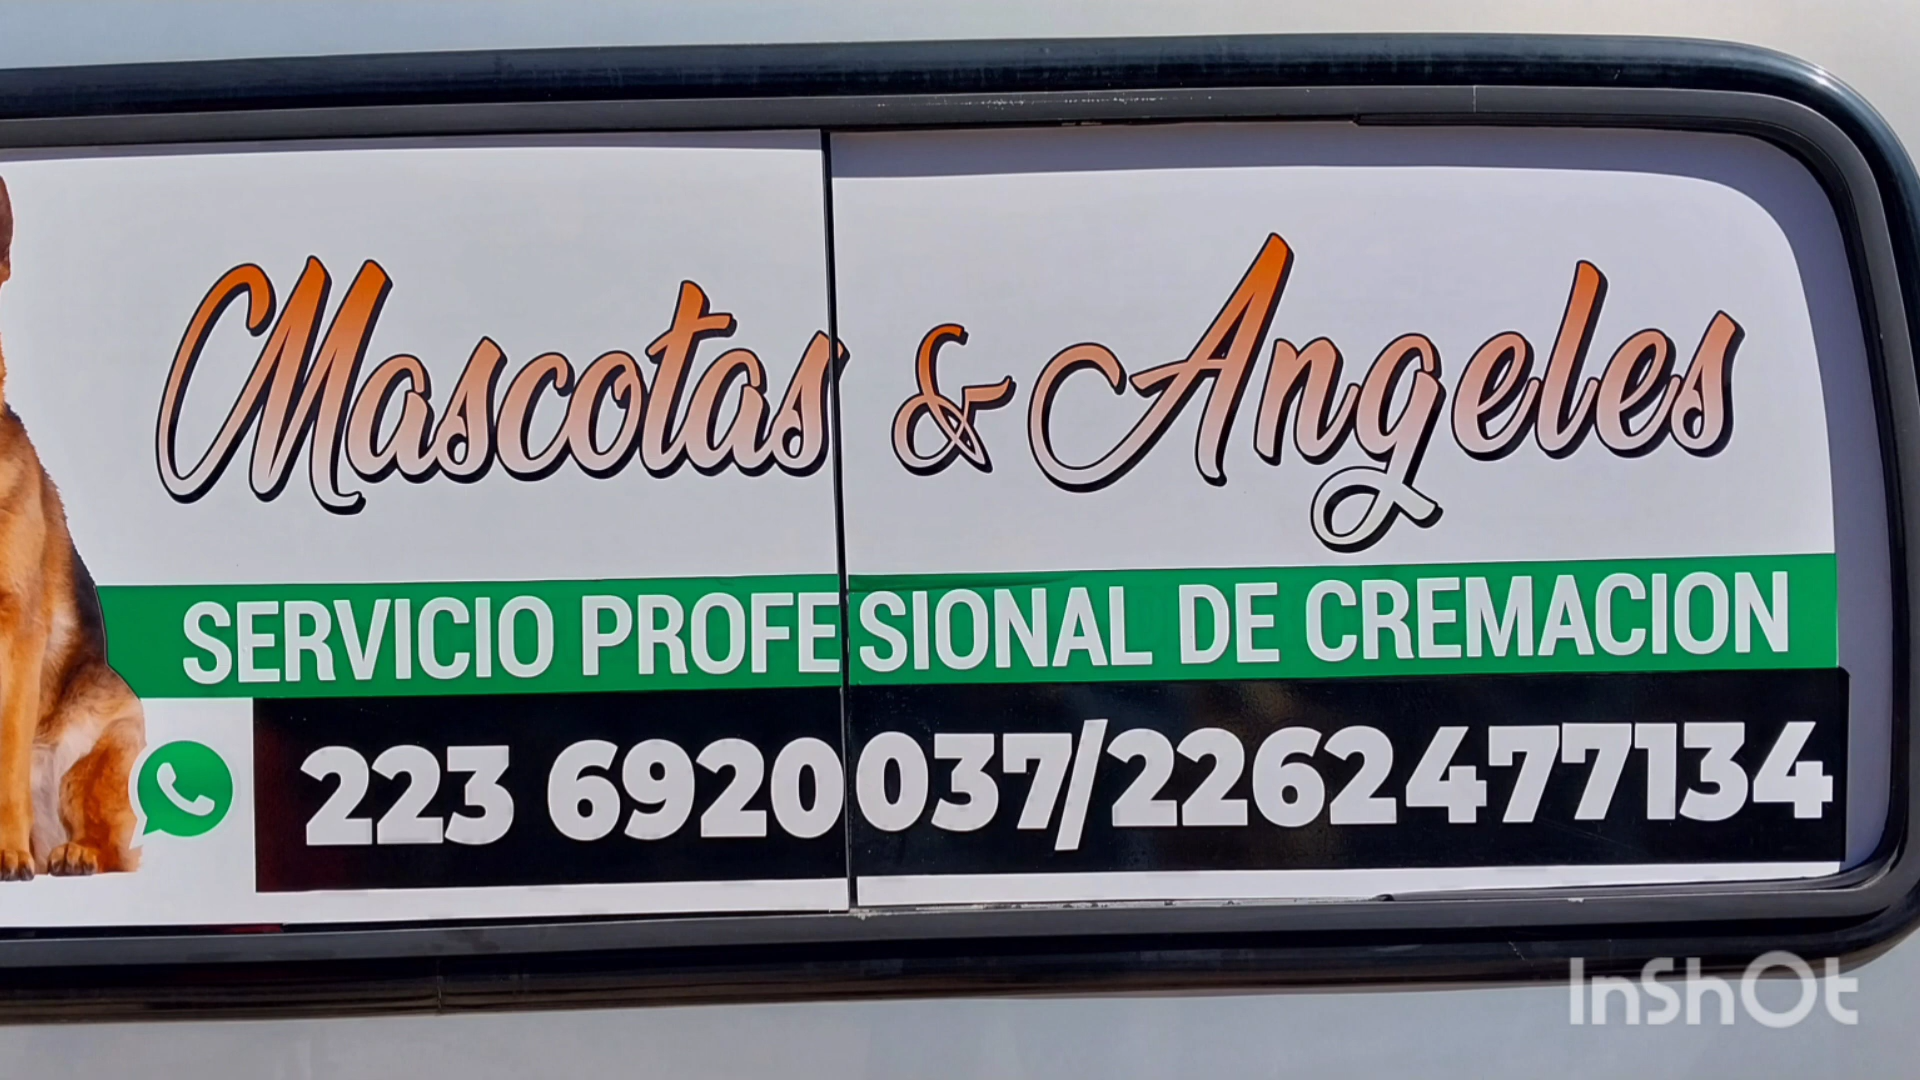 Mascotas & Angeles
SERVICIO PROFESIONAL DE CREMACION
223 6920037/2262477134
InShOt